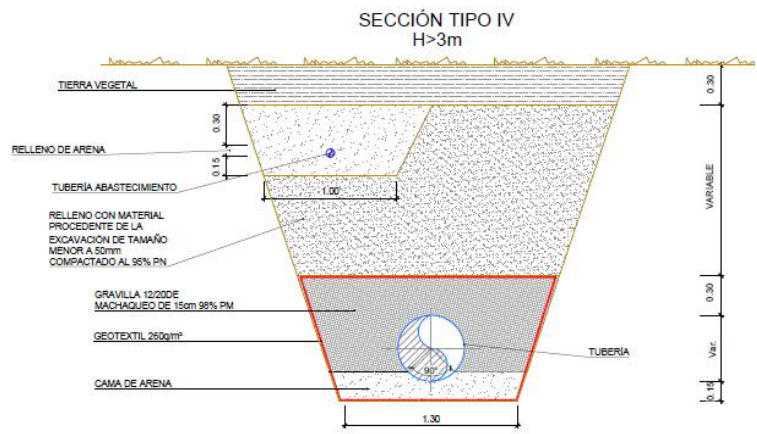 SECCIÓN TIPO IV
H>3m
TIERRA VEGETAL
0.30
0.30
RELLENO DE ARENA
0.15
TUBERÍA ABASTECIMIENTO
1.00
VARIABLE
RELLENO CON MATERIAL
PROCEDENTE DE LA
EXCAVACIÓN DE TAMAÑO
MENOR A 50mm
COMPACTADO AL 95% PN
GRAVILLA 12/20DE
MACHAQUEO DE 15cm 98% PM
0.30
GEOTEXTIL 260g/m²
TUBERÍA
Var.
90°
CAMA DE ARENA
0.15
1.30